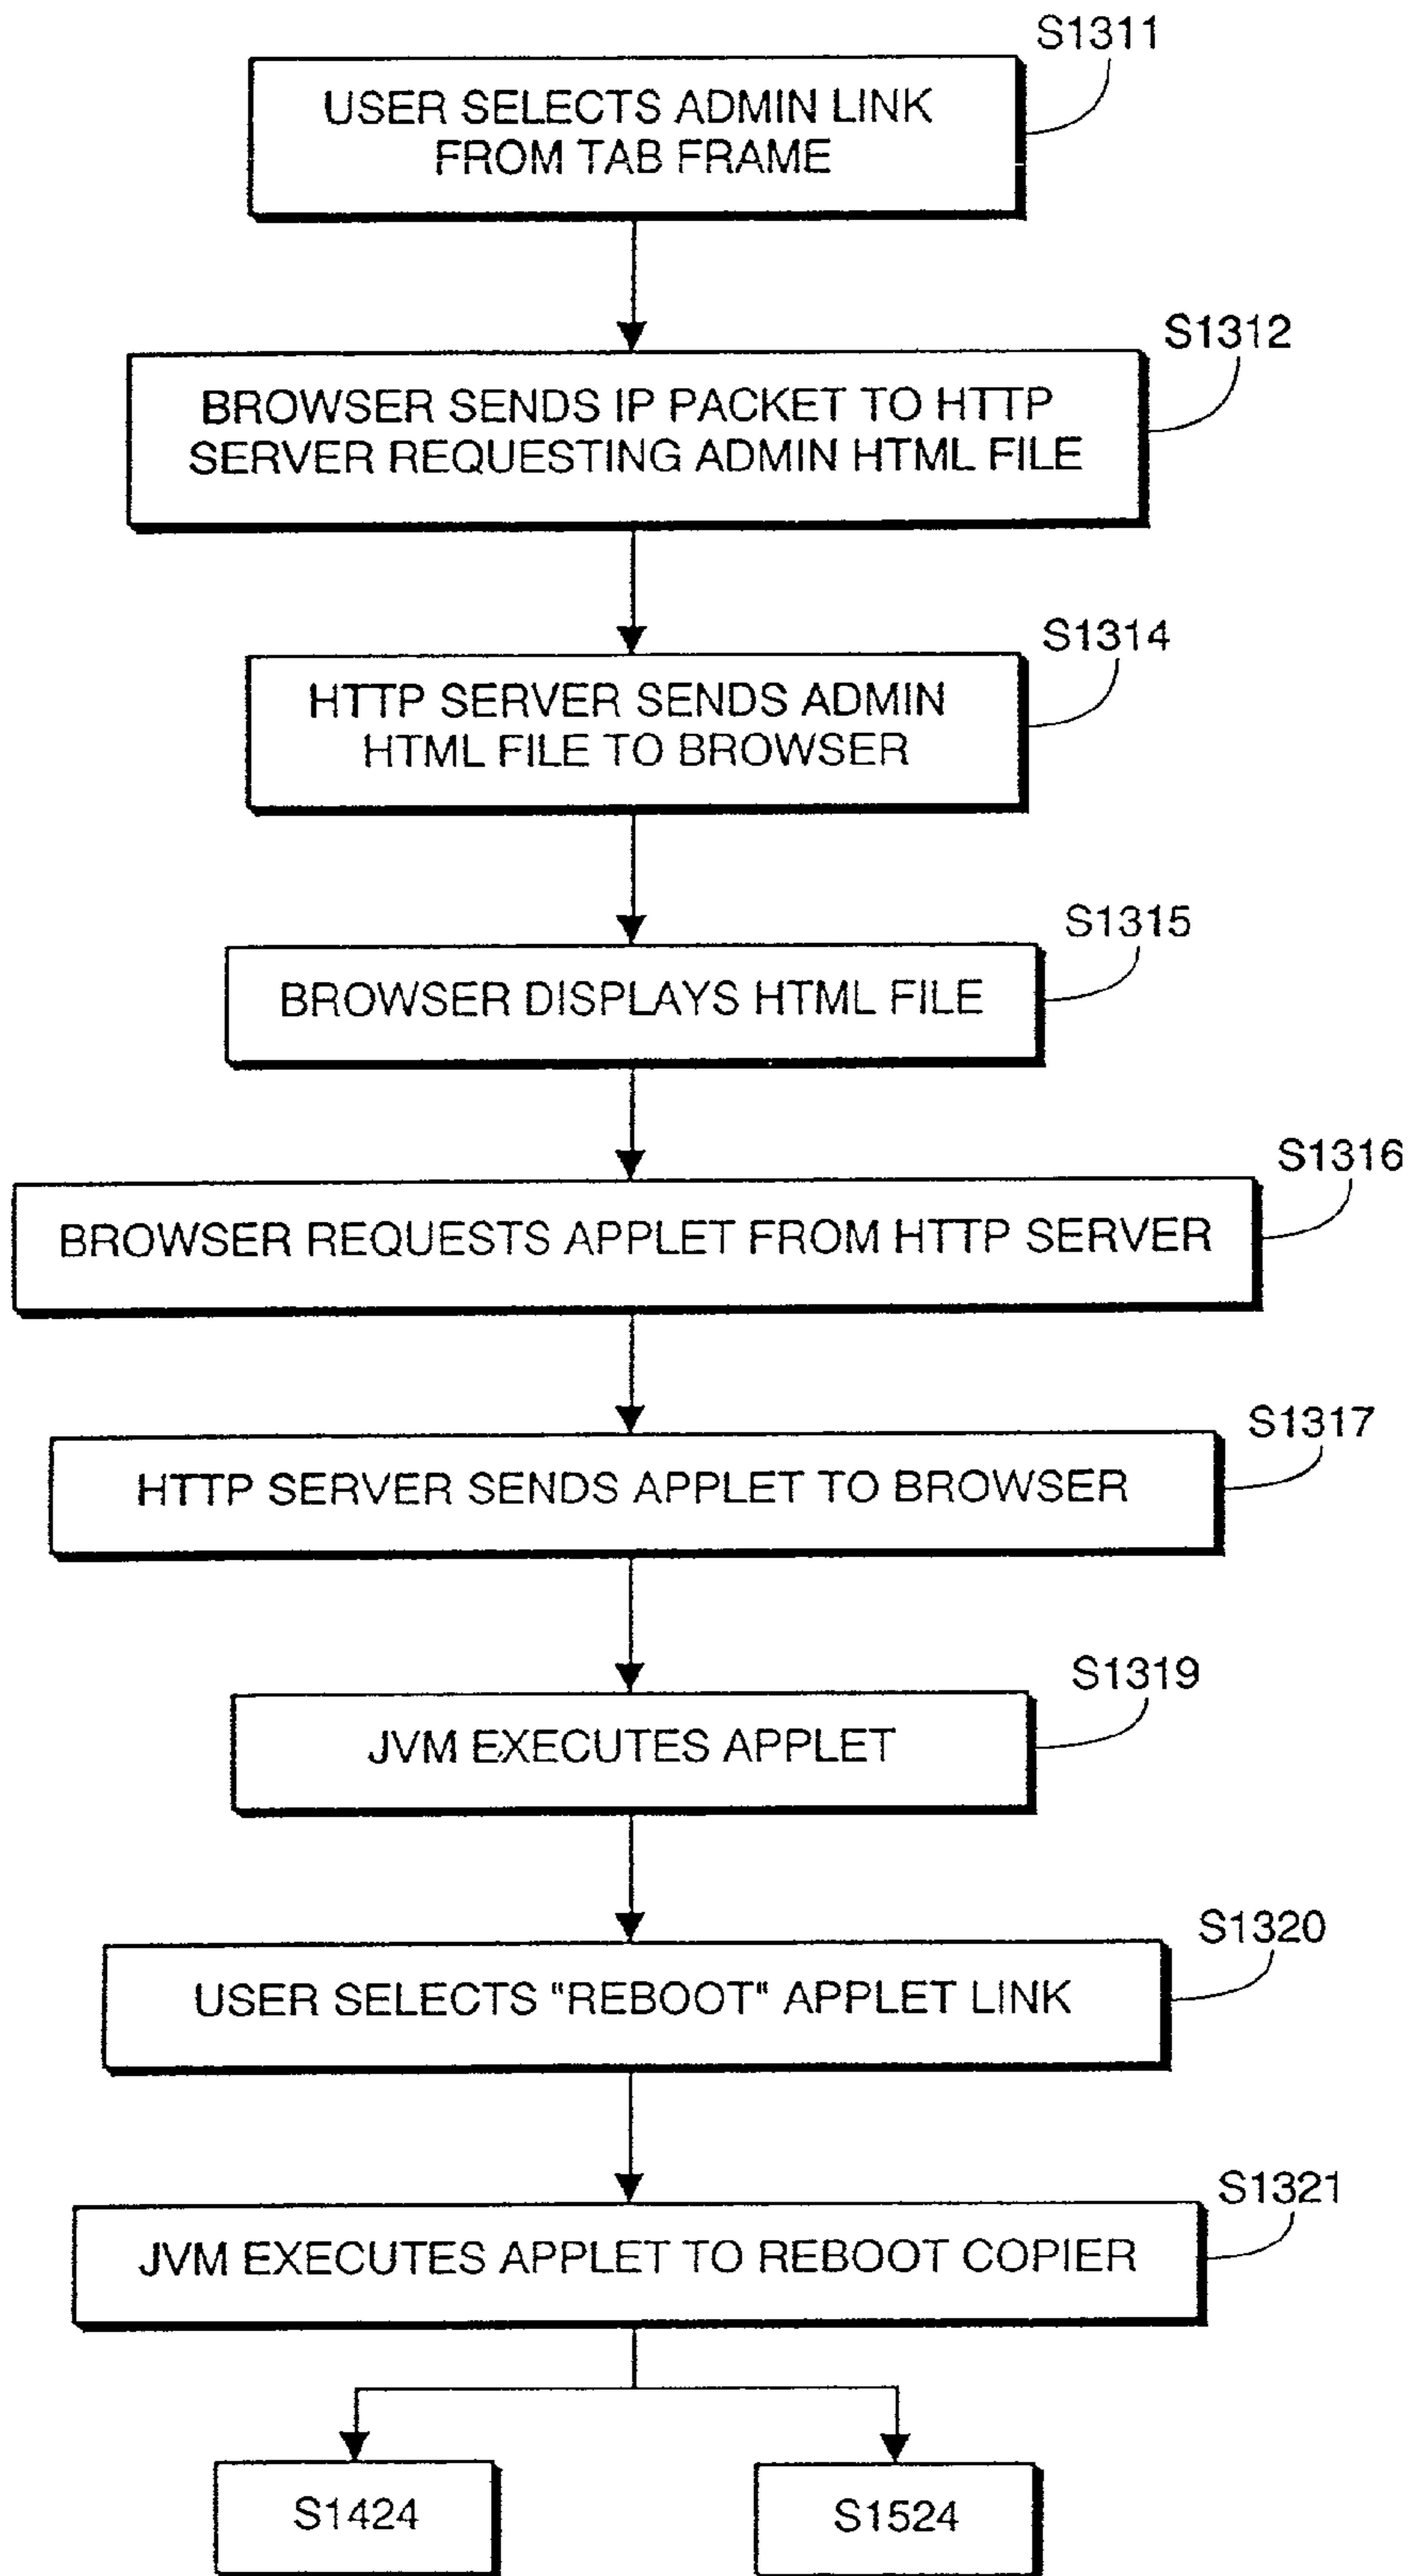 S1311
USER SELECTS ADMIN LINK
FROM TAB FRAME
S1312
BROWSER SENDS IP PACKET TO HTTP
SERVER REQUESTING ADMIN HTML FILE
S1314
HTTP SERVER SENDS ADMIN
HTML FILE TO BROWSER
S1315
BROWSER DISPLAYS HTML FILE
S1316
BROWSER REQUESTS APPLET FROM HTTP SERVER
S1317
HTTP SERVER SENDS APPLET TO BROWSER
S1319
JVM EXECUTES APPLET
S1320
USER SELECTS "REBOOT" APPLET LINK
S1321
JVM EXECUTES APPLET TO REBOOT COPIER
S1424
S1524